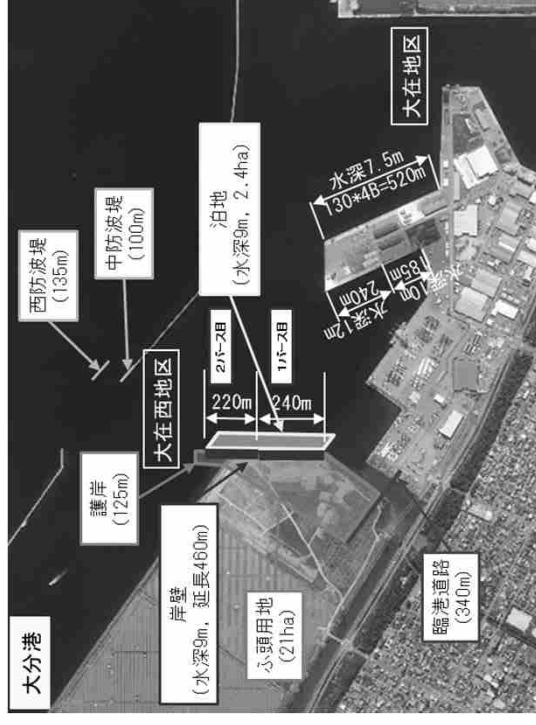 大分港
西防波堤
(135m)
中防波堤
(100m)
護岸
(125m)
大在西地区
泊地
(水深9m, 2.4ha)
2バース目
1バース目
220m
240m
岸壁
(水深9m, 延長460m)
ふ頭用地
(21ha)
大在地区
水深7.5m
130*4B=520m
水深12m
240m
水深10m
185m
臨港道路
(340m)